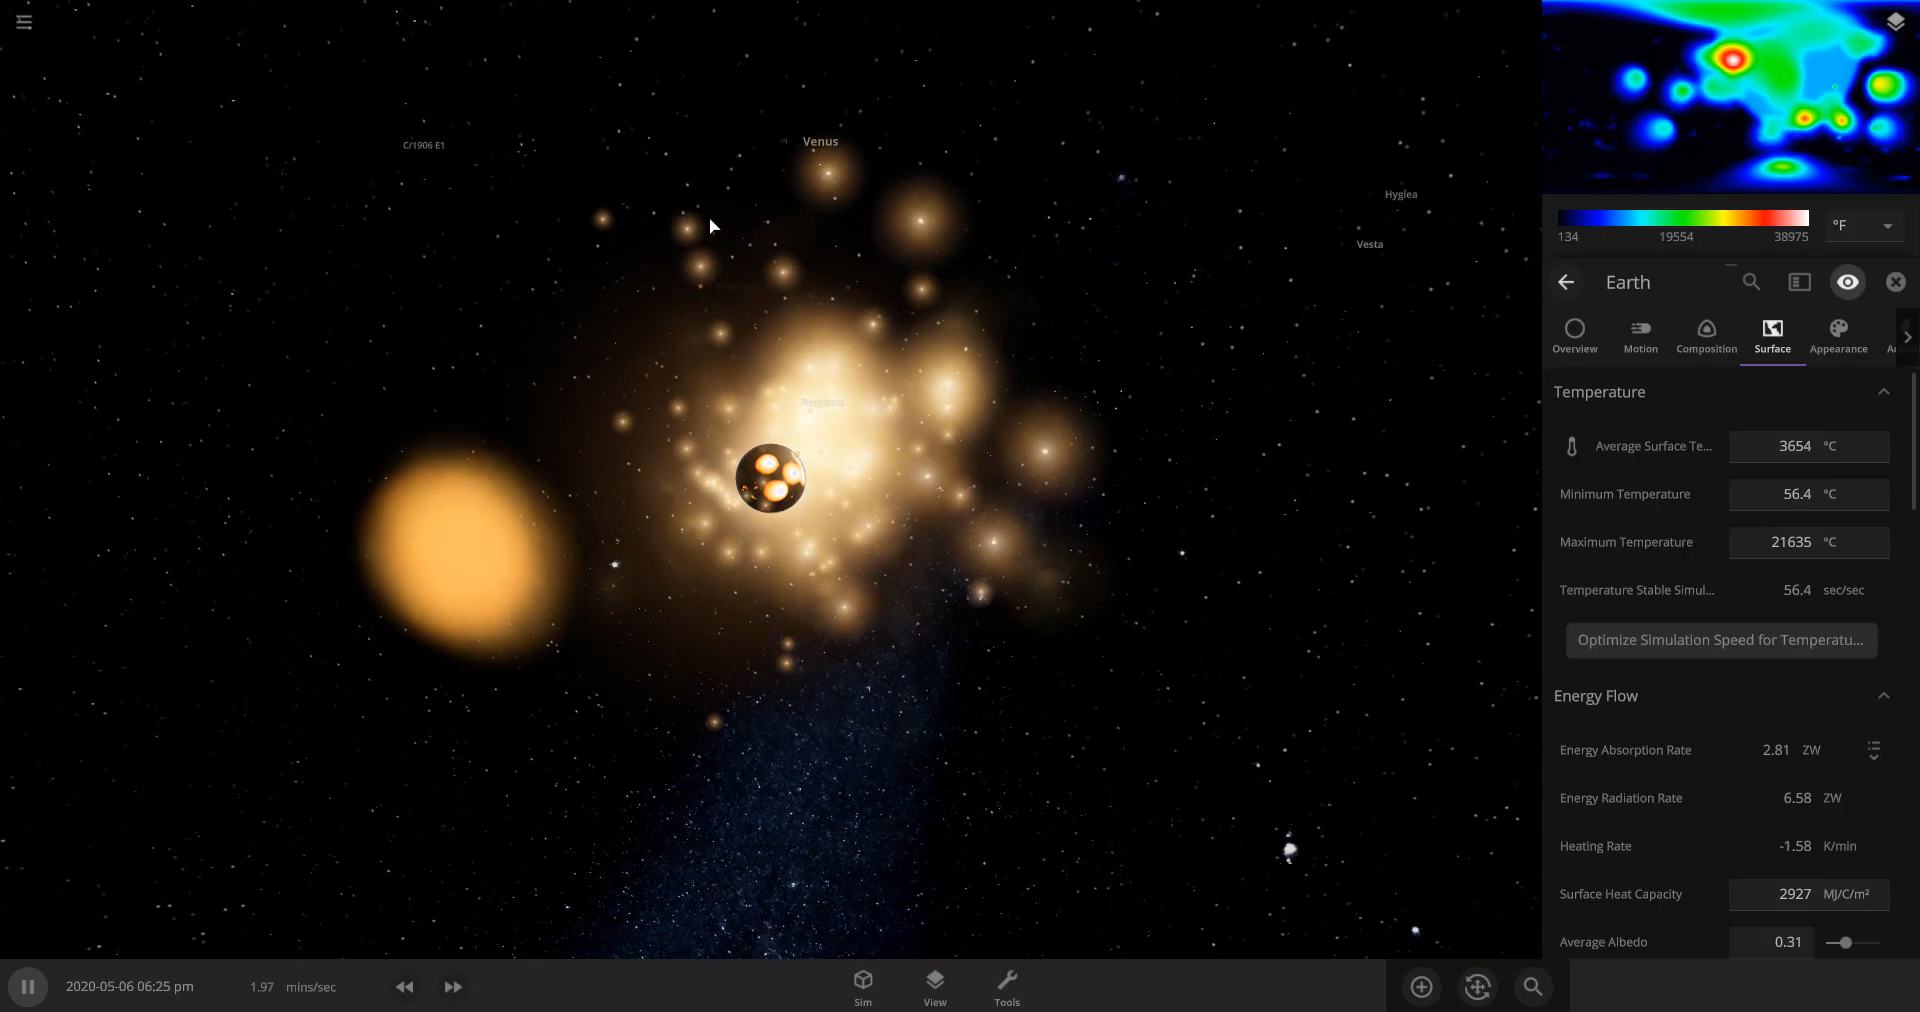 C/1906 E1
Venus
Hygiea
Vesta
134 19554 38975
°F
Earth
Overview Motion Composition Surface Appearance
Temperature
Average Surface Te... 3654 °C
Minimum Temperature 56.4 °C
Maximum Temperature 21635 °C
Temperature Stable Simul... 56.4 sec/sec
Optimize Simulation Speed for Temperatu...
Energy Flow
Energy Absorption Rate 2.81 ZW
Energy Radiation Rate 6.58 ZW
Heating Rate -1.58 K/min
Surface Heat Capacity 2927 MJ/C/m²
Average Albedo 0.31
2020-05-06 06:25 pm 1.97 mins/sec
Sim View Tools